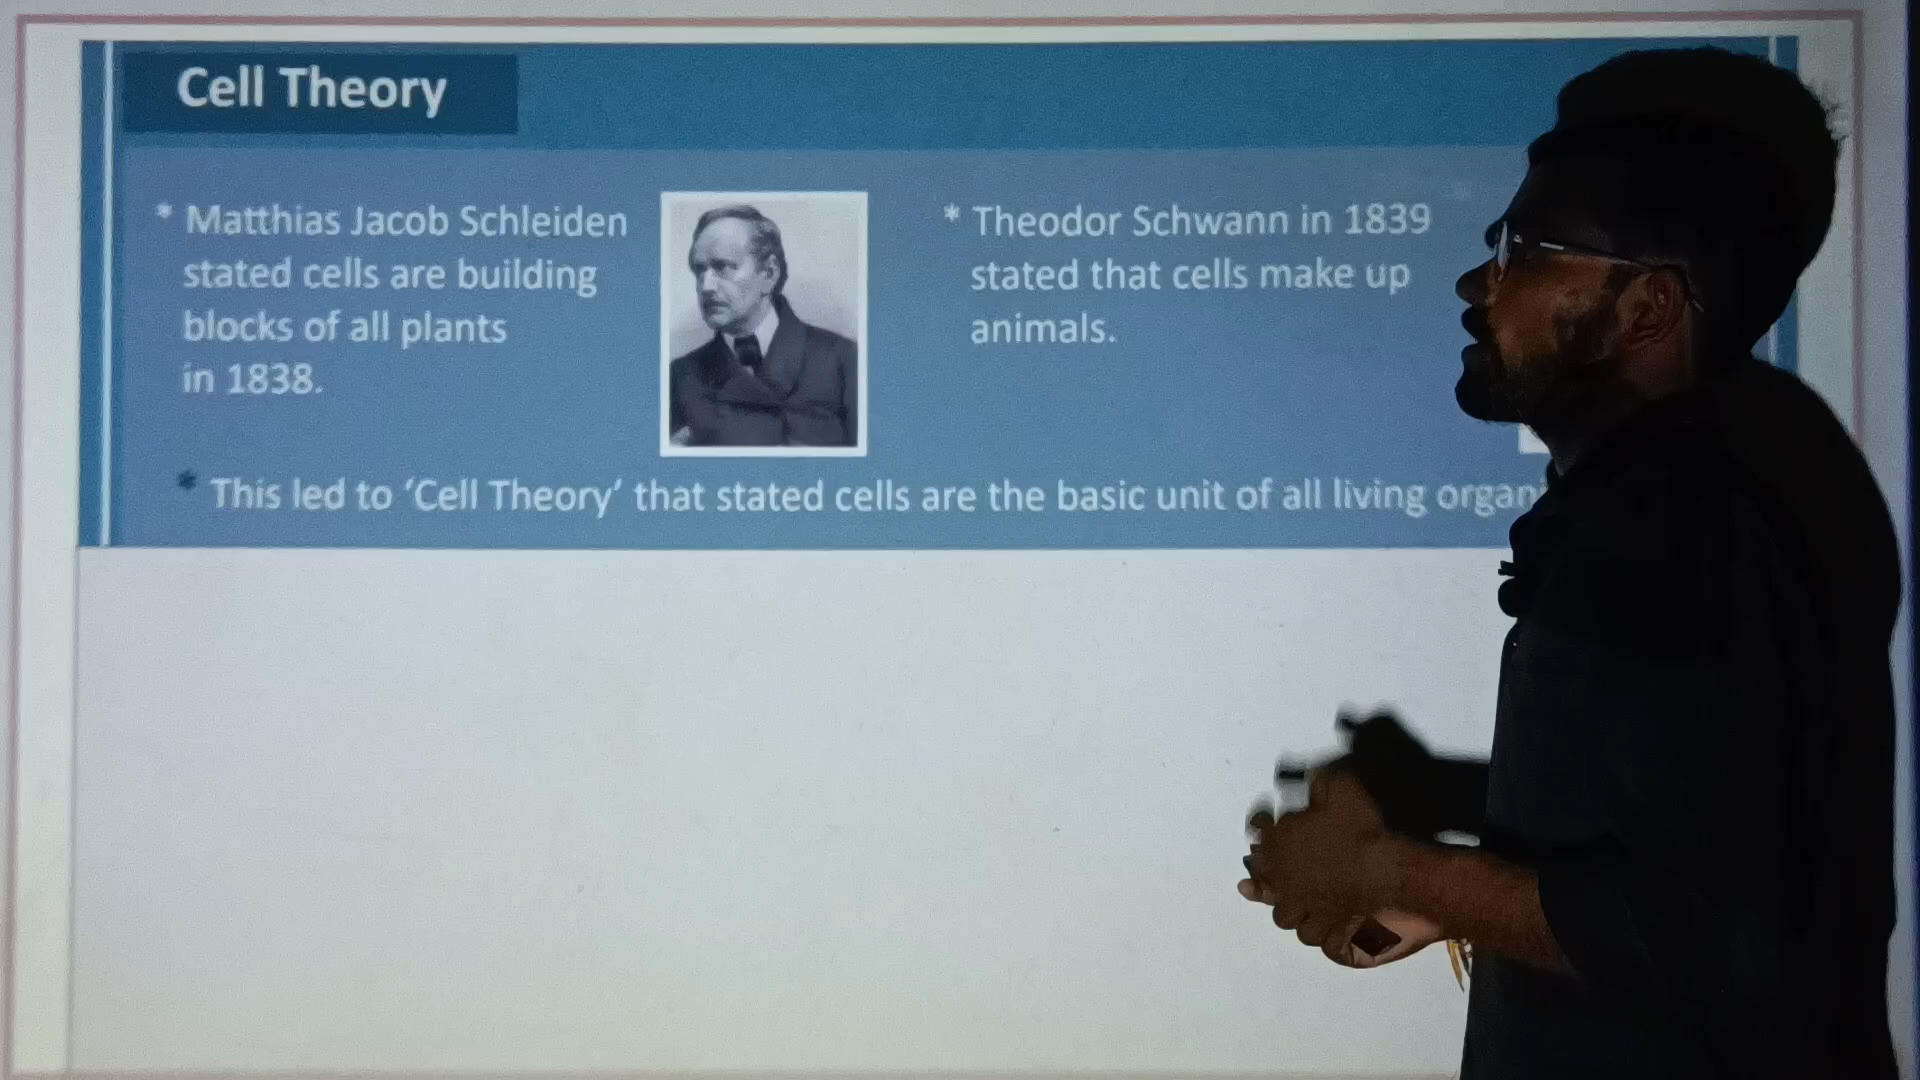 Cell Theory
* Matthias Jacob Schleiden
stated cells are building
blocks of all plants
in 1838.
* Theodor Schwann in 1839
stated that cells make up
animals.
* This led to ‘Cell Theory’ that stated cells are the basic unit of all living